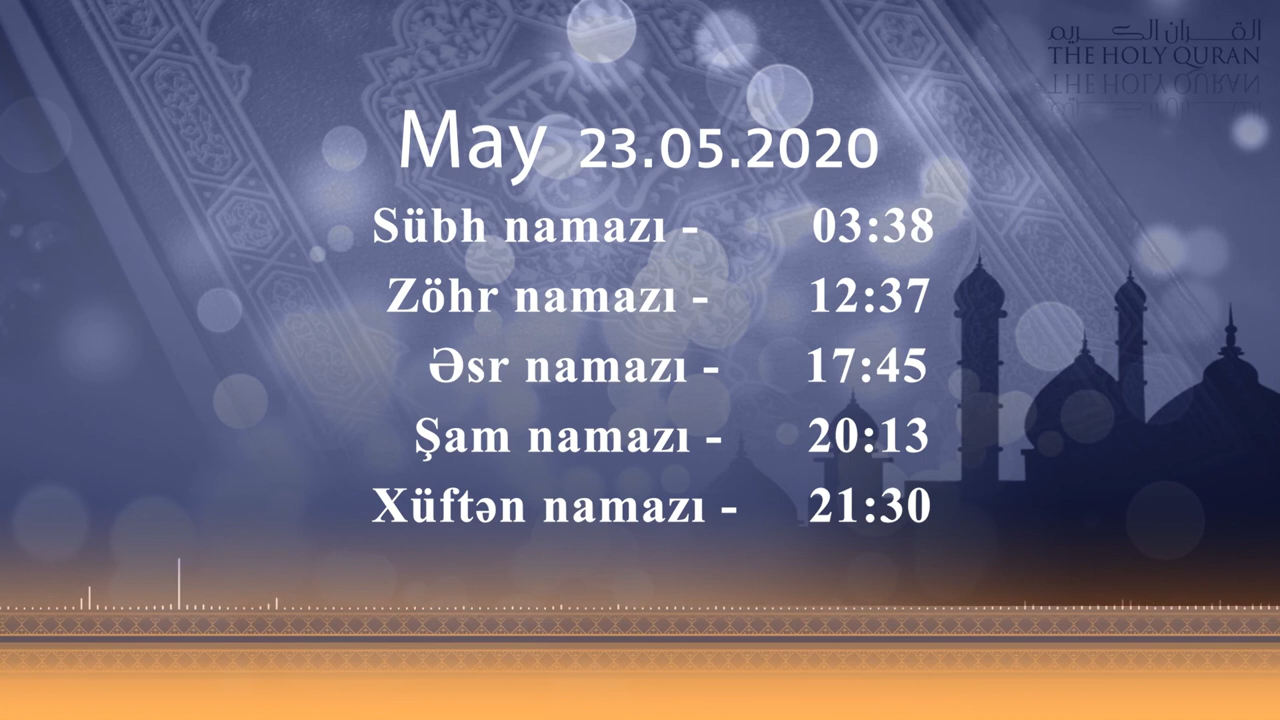 القرآن الكريم
THE HOLY QURAN
May 23.05.2020
Sübh namazı - 03:38
Zöhr namazı - 12:37
Əsr namazı - 17:45
Şam namazı - 20:13
Xüftən namazı - 21:30